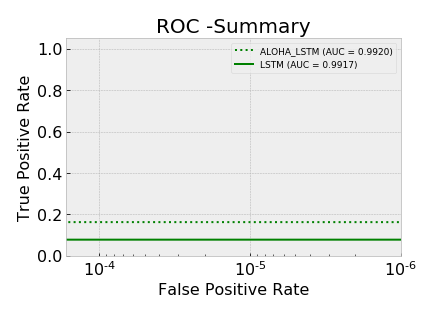 ROC -Summary
ALOHA_LSTM (AUC = 0.9920)
LSTM (AUC = 0.9917)
True Positive Rate
1.0
0.8
0.6
0.4
0.2
0.0
10^-4 10^-5 10^-6
False Positive Rate